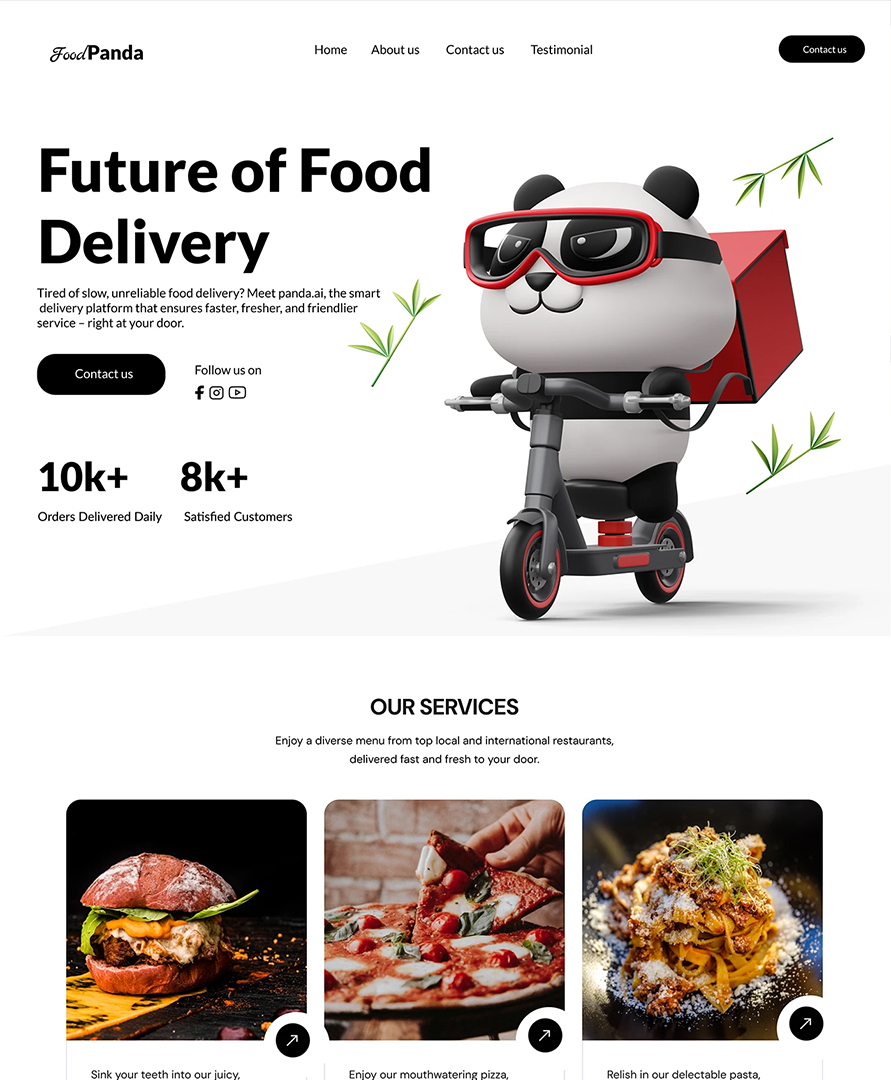 FoodPanda
Home About us Contact us Testimonial
Contact us
Future of Food
Delivery
Tired of slow, unreliable food delivery? Meet panda.ai, the smart
delivery platform that ensures faster, fresher, and friendlier
service – right at your door.
Contact us
Follow us on
10k+ 8k+
Orders Delivered Daily Satisfied Customers
OUR SERVICES
Enjoy a diverse menu from top local and international restaurants,
delivered fast and fresh to your door.
Sink your teeth into our juicy,
Enjoy our mouthwatering pizza,
Relish in our delectable pasta,